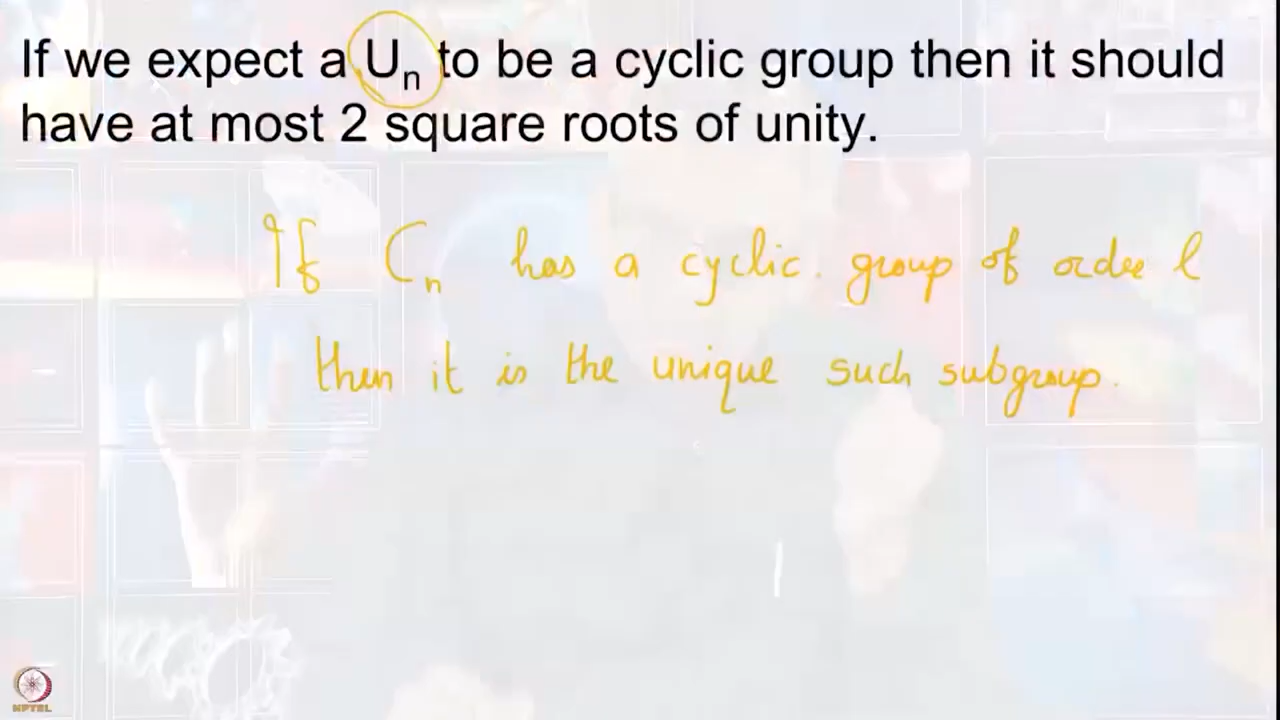 If we expect a Un to be a cyclic group then it should
have at most 2 square roots of unity.
If Cn has a cyclic group of order l
then it is the unique such subgroup.
NPTEL